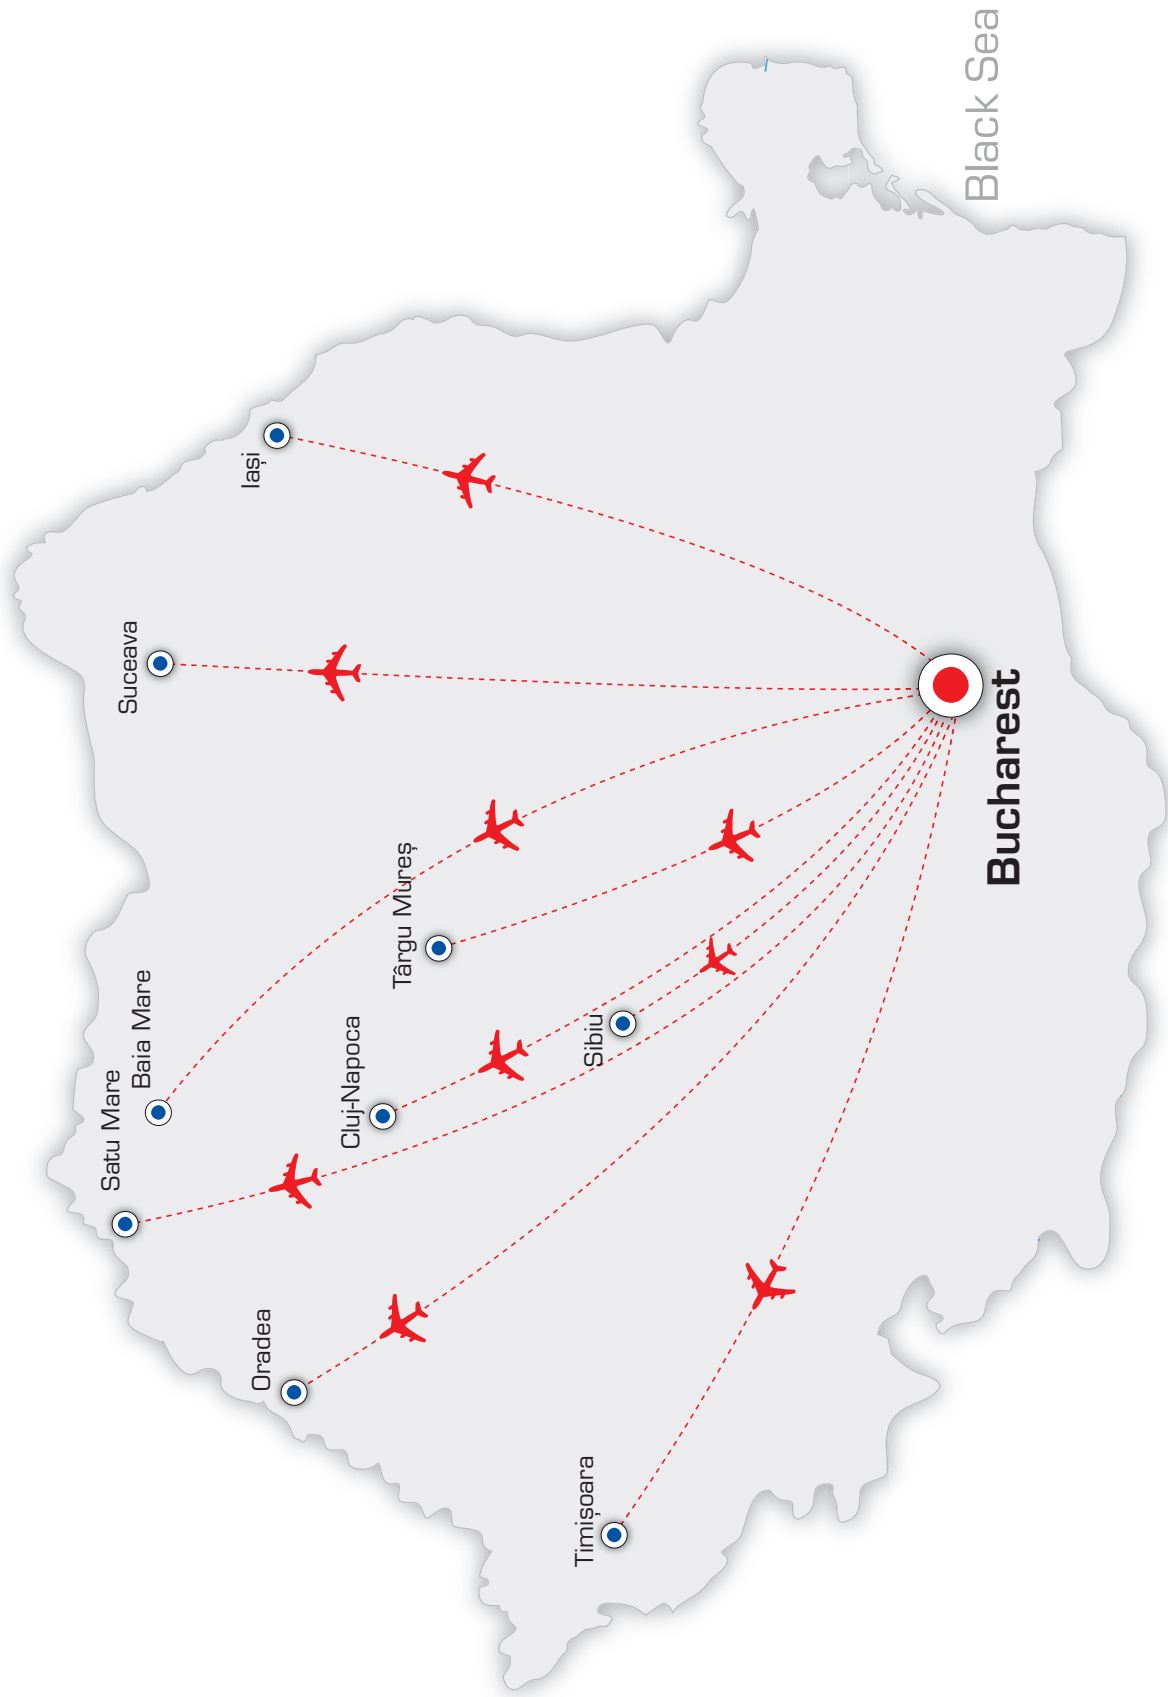 Satu Mare
Baia Mare
Suceava
Iași
Oradea
Cluj-Napoca
Târgu Mureș
Timișoara
Sibiu
Bucharest
Black Sea